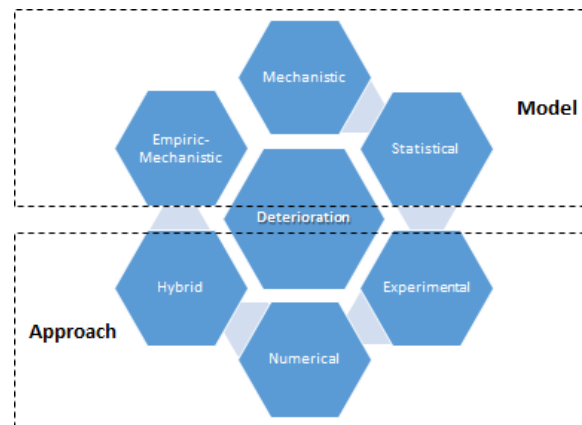 Mechanistic
Model
Empiric-
Mechanistic
Statistical
Deterioration
Hybrid
Experimental
Approach
Numerical